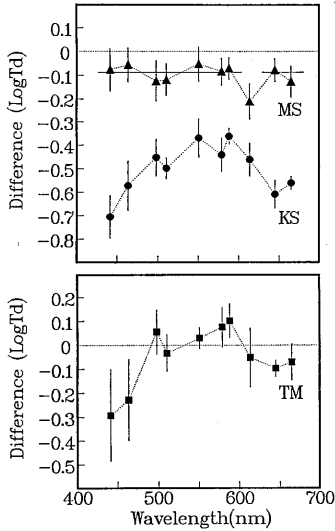 Difference (LogTd)
0.1
0
-0.1
-0.2
-0.3
-0.4
-0.5
-0.6
-0.7
-0.8
MS
KS
Difference (LogTd)
0.2
0.1
0
-0.1
-0.2
-0.3
-0.4
-0.5
TM
400 500 600 700
Wavelength(nm)